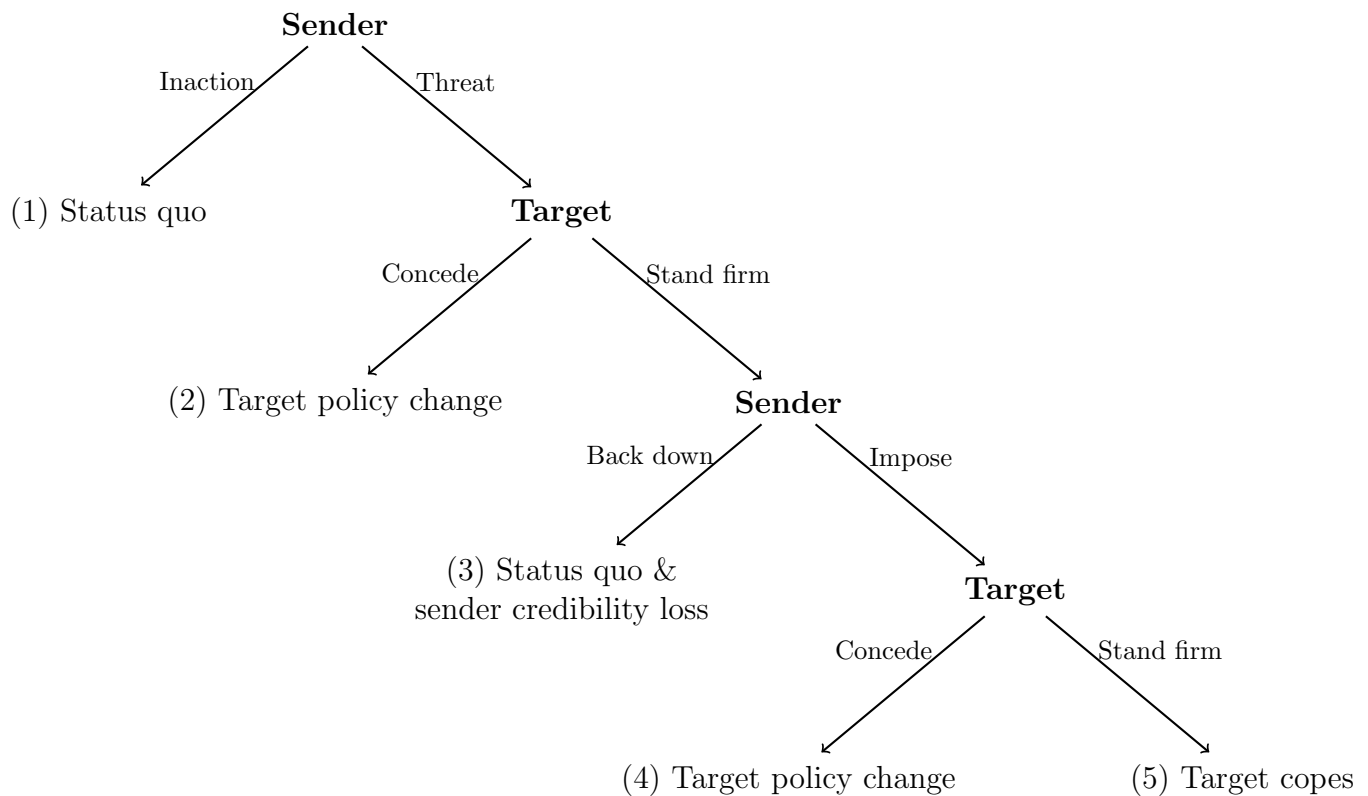 Sender
Inaction
Threat
(1) Status quo
Target
Concede
Stand firm
(2) Target policy change
Sender
Back down
Impose
(3) Status quo &
sender credibility loss
Target
Concede
Stand firm
(4) Target policy change
(5) Target copes